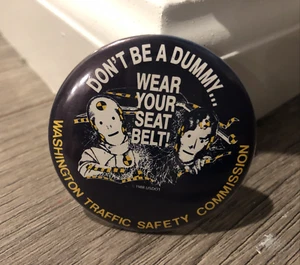 DON'T BE A DUMMY...
WEAR
YOUR
SEAT
BELT!
WASHINGTON TRAFFIC SAFETY COMMISSION